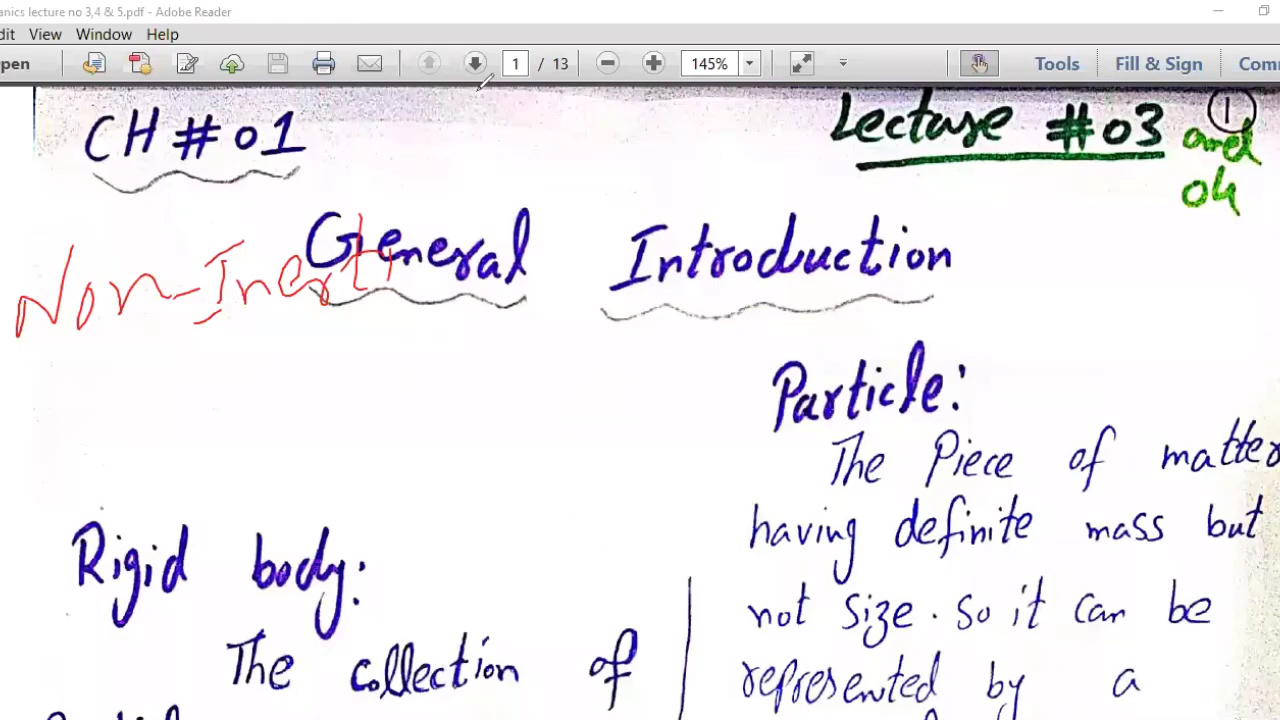 anics lecture no 3,4 & 5.pdf - Adobe Reader
dit View Window Help
pen 1 / 13 145% Tools Fill & Sign Comm
CH # 01 Lecture # 03 and 04
1
General Introduction
Non-Inerti
Particle:
The Piece of matter
having definite mass but
not size. So it can be
represented by a
Rigid body:
The collection of